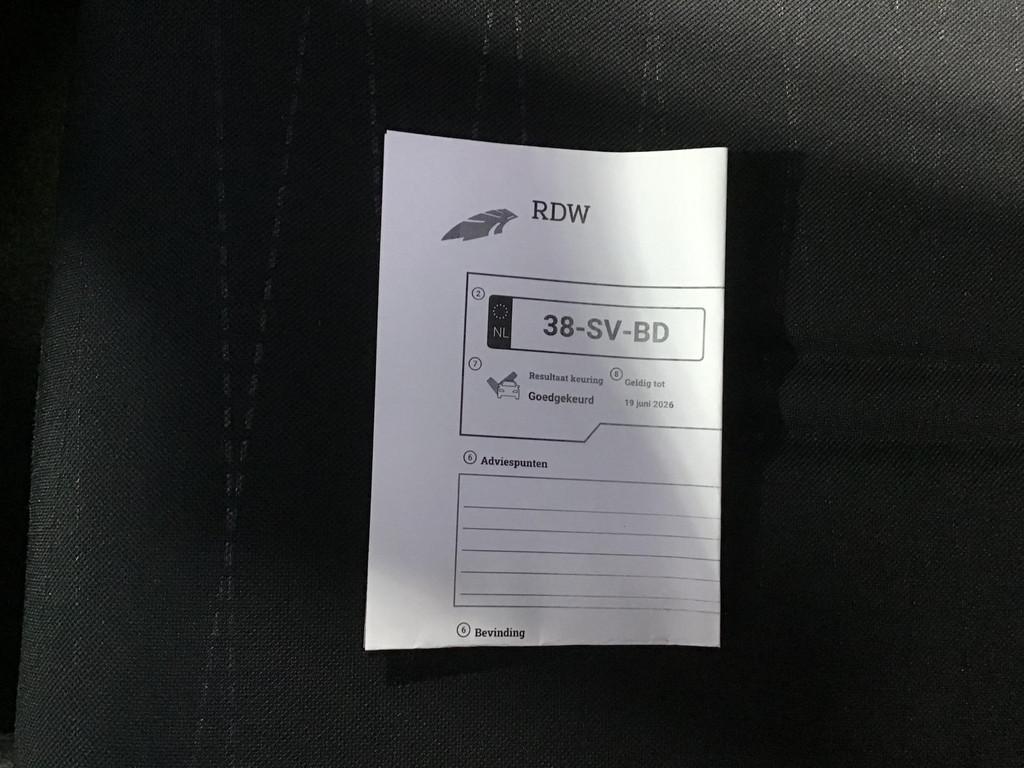 RDW
2
NL 38-SV-BD
7 Resultaat keuring 8 Geldig tot
Goedgekeurd 19 juni 2026
6 Adviespunten
6 Bevinding